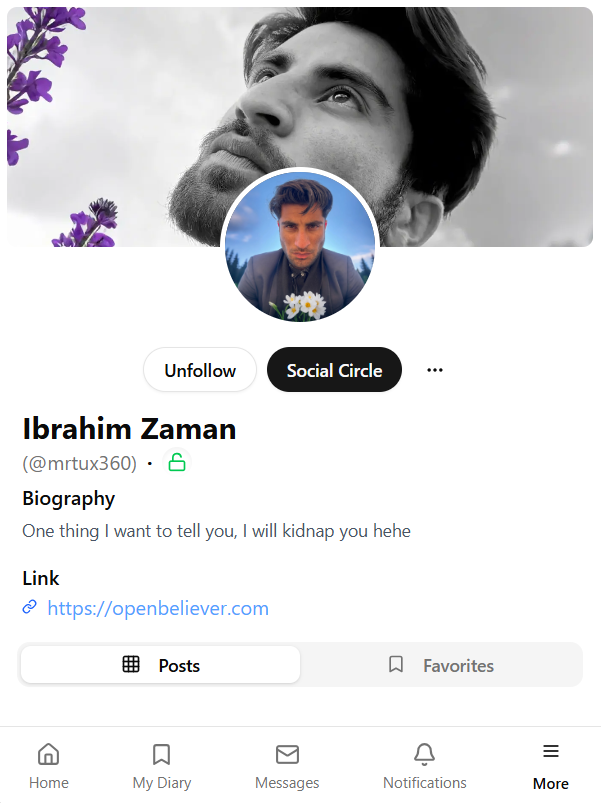 Unfollow
Social Circle
Ibrahim Zaman
(@mrtux360) •
Biography
One thing I want to tell you, I will kidnap you hehe
Link
https://openbeliever.com
Posts
Favorites
Home
My Diary
Messages
Notifications
More